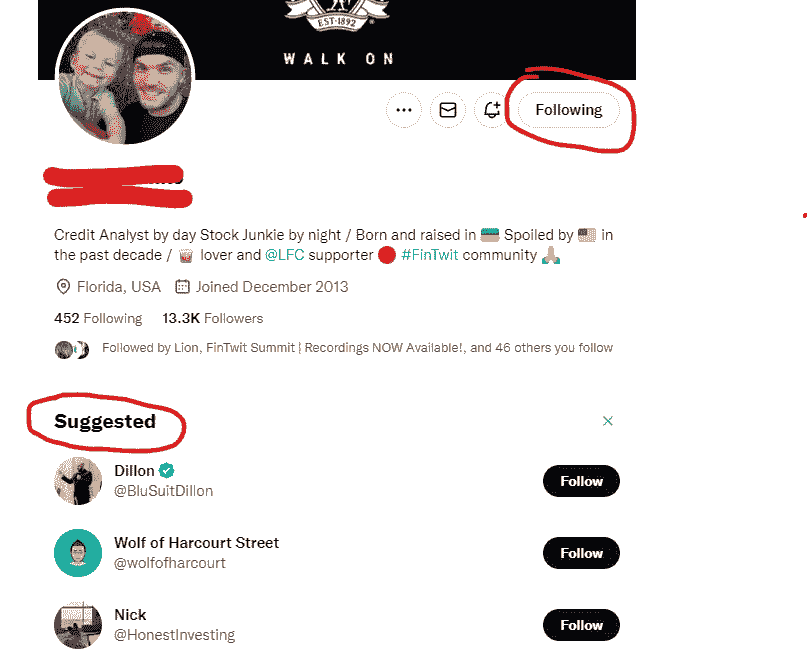 EST·1892
WALK ON
Following
Credit Analyst by day Stock Junkie by night / Born and raised in Spoiled by in
the past decade / lover and @LFC supporter #FinTwit community
Florida, USA Joined December 2013
452 Following 13.3K Followers
Followed by Lion, FinTwit Summit | Recordings NOW Available!, and 46 others you follow
Suggested
Dillon
@BluSuitDillon
Follow
Wolf of Harcourt Street
@wolfofharcourt
Follow
Nick
@HonestInvesting
Follow